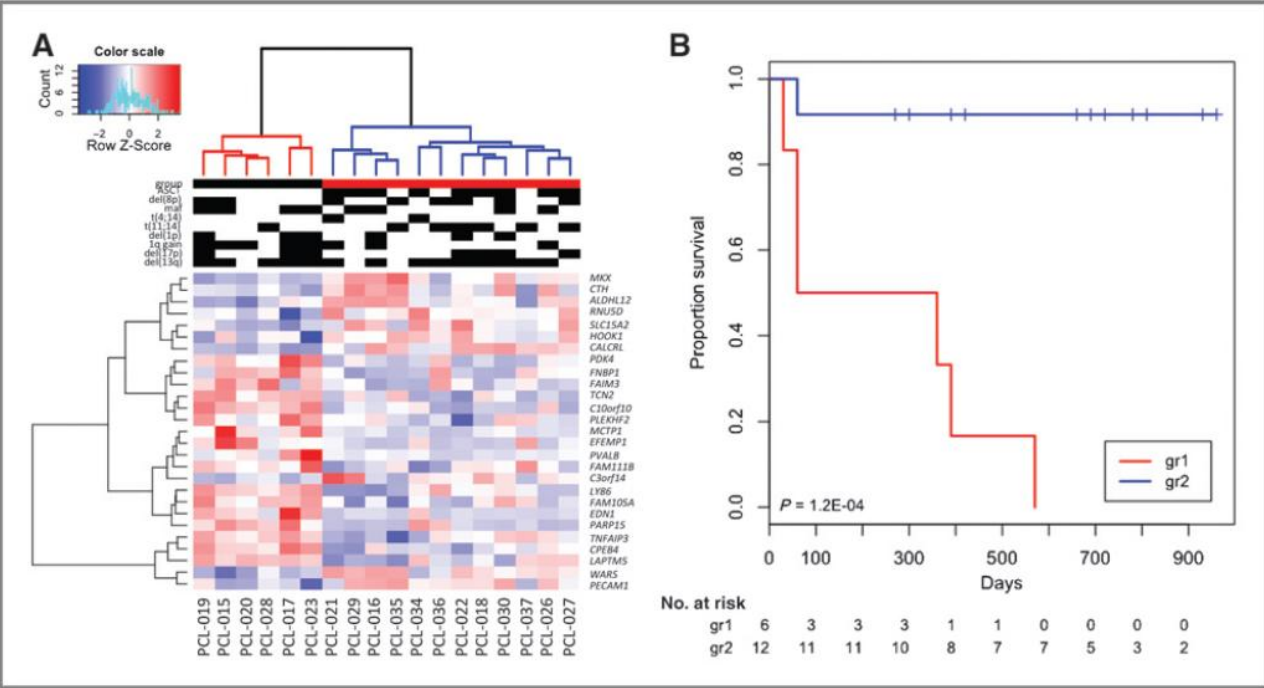 A
Color scale
Count
0 6 12
−2 0 2
Row Z-Score
group
ASCT
del(8p)
maf
t(4;14)
t(11;14)
del(1p)
1q gain
del(17p)
del(13q)
MKX
CTH
ALDHL12
RNU5D
SLC15A2
HOOK1
CALCRL
PDK4
FNBP1
FAIM3
TCN2
C10orf10
PLEKHF2
MCTP1
EFEMP1
PVALB
FAM111B
C3orf14
LY86
FAM105A
EDN1
PARP15
TNFAIP3
CPEB4
LAPTM5
WARS
PECAM1
PCL-019
PCL-015
PCL-020
PCL-028
PCL-017
PCL-023
PCL-021
PCL-029
PCL-016
PCL-035
PCL-034
PCL-036
PCL-022
PCL-018
PCL-030
PCL-037
PCL-026
PCL-027
B
Proportion survival
1.0
0.8
0.6
0.4
0.2
0.0
P = 1.2E-04
gr1
gr2
0 100 300 500 700 900
Days
No. at risk
gr1 6 3 3 3 1 1 0 0 0 0
gr2 12 11 11 10 8 7 7 5 3 2